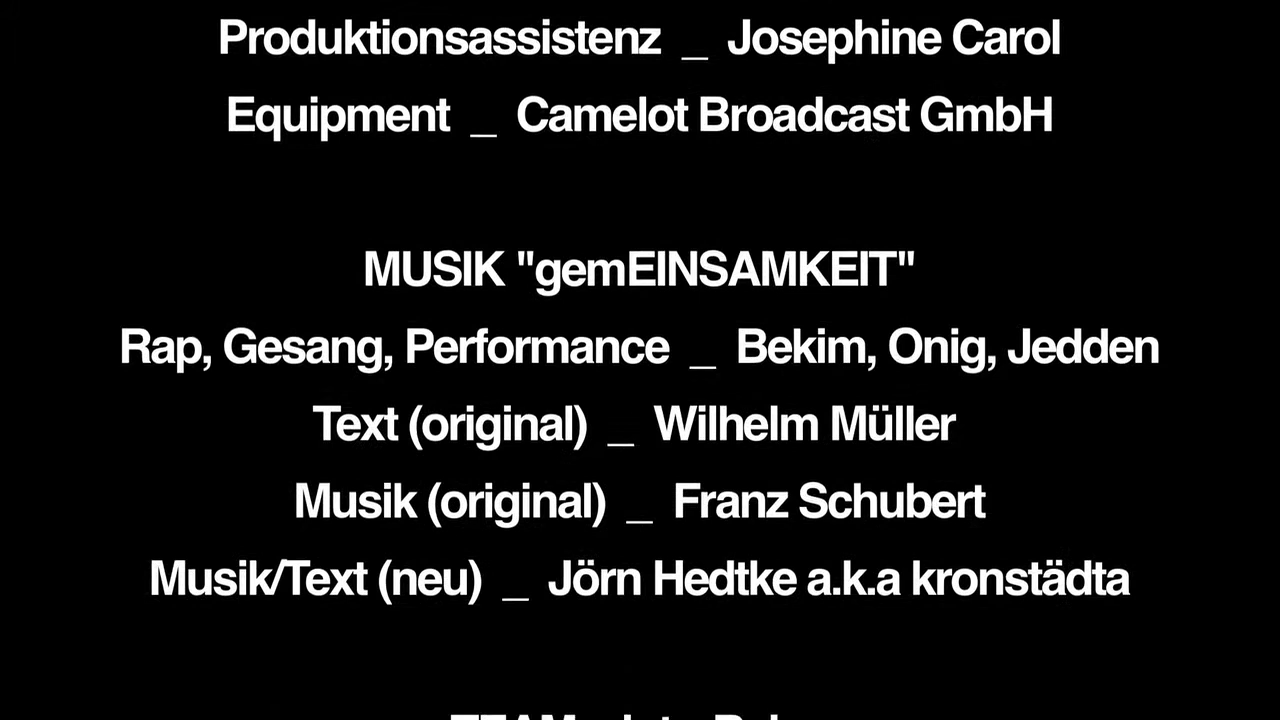 Produktionsassistenz _ Josephine Carol
Equipment _ Camelot Broadcast GmbH
MUSIK "gemEINSAMKEIT"
Rap, Gesang, Performance _ Bekim, Onig, Jedden
Text (original) _ Wilhelm Müller
Musik (original) _ Franz Schubert
Musik/Text (neu) _ Jörn Hedtke a.k.a kronstädta
TEAM